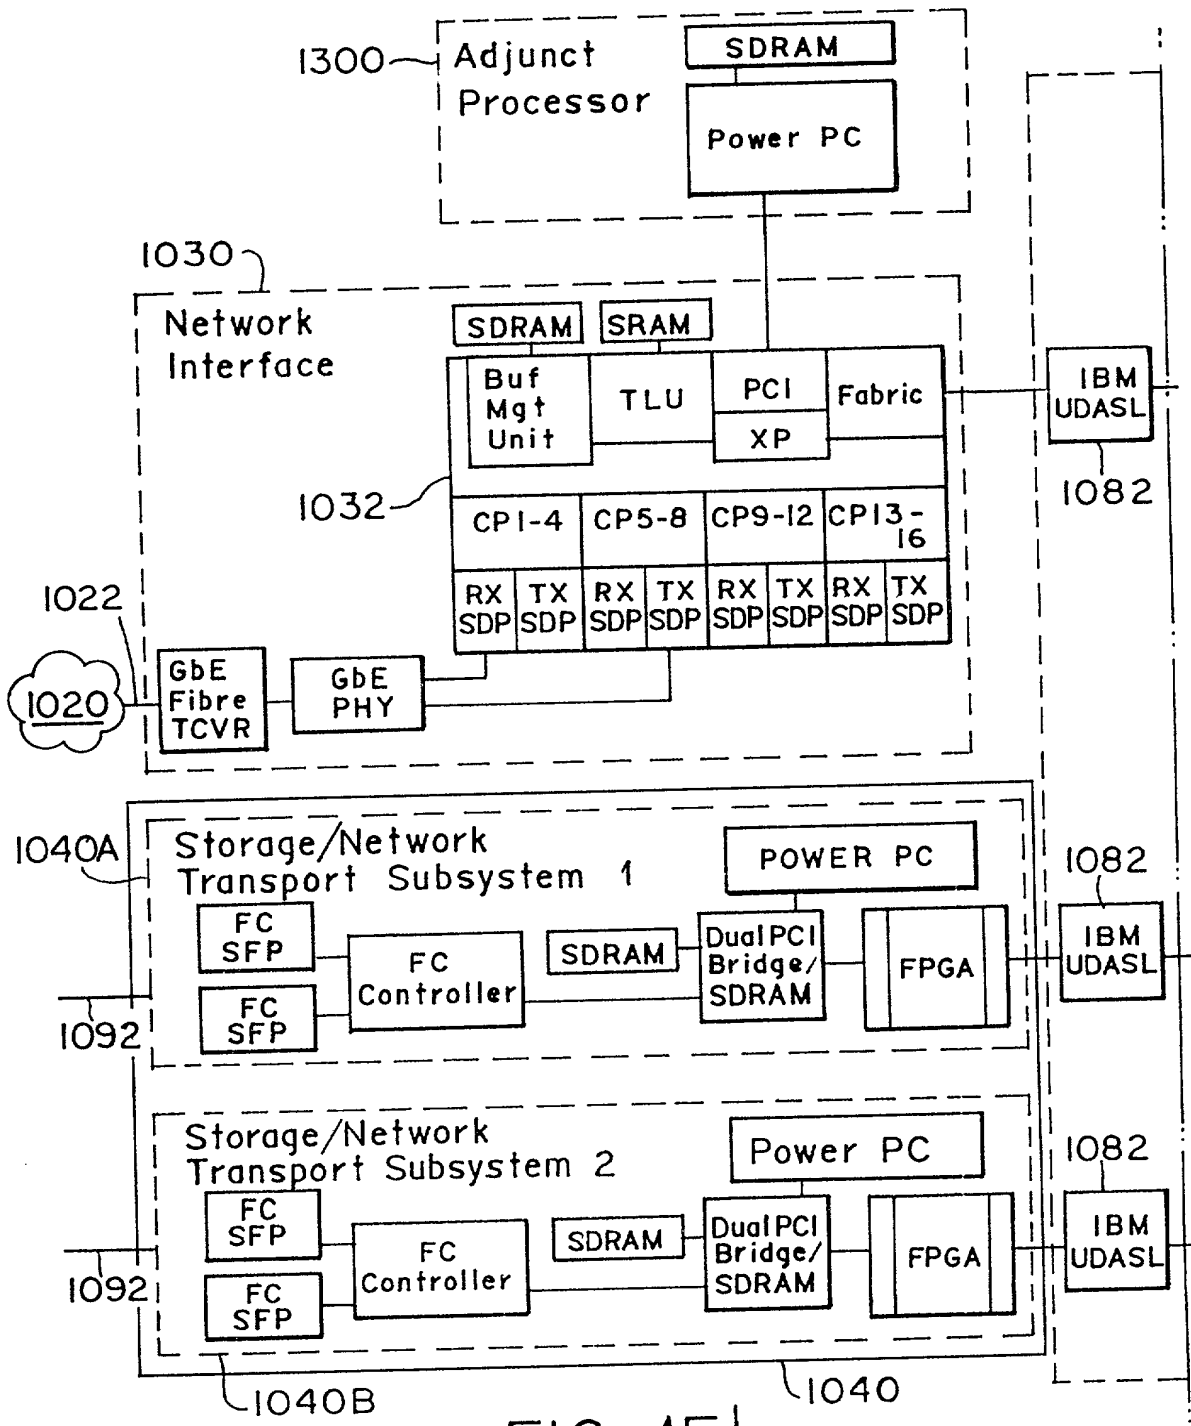 1300
Adjunct
Processor
SDRAM
Power PC
1030
Network
Interface
SDRAM
SRAM
Buf
Mgt
Unit
TLU
PCI
XP
Fabric
IBM
UDASL
1082
1032
CP1-4
CP5-8
CP9-12
CP13-
16
RX
SDP
TX
SDP
RX
SDP
TX
SDP
RX
SDP
TX
SDP
RX
SDP
TX
SDP
1022
1020
GbE
Fibre
TCVR
GbE
PHY
1040A
Storage/Network
Transport Subsystem 1
POWER PC
1082
FC
SFP
FC
SFP
FC
Controller
SDRAM
Dual PCI
Bridge/
SDRAM
FPGA
IBM
UDASL
1092
Storage/Network
Transport Subsystem 2
Power PC
1082
FC
SFP
FC
SFP
FC
Controller
SDRAM
Dual PCI
Bridge/
SDRAM
FPGA
IBM
UDASL
1092
1040B
1040